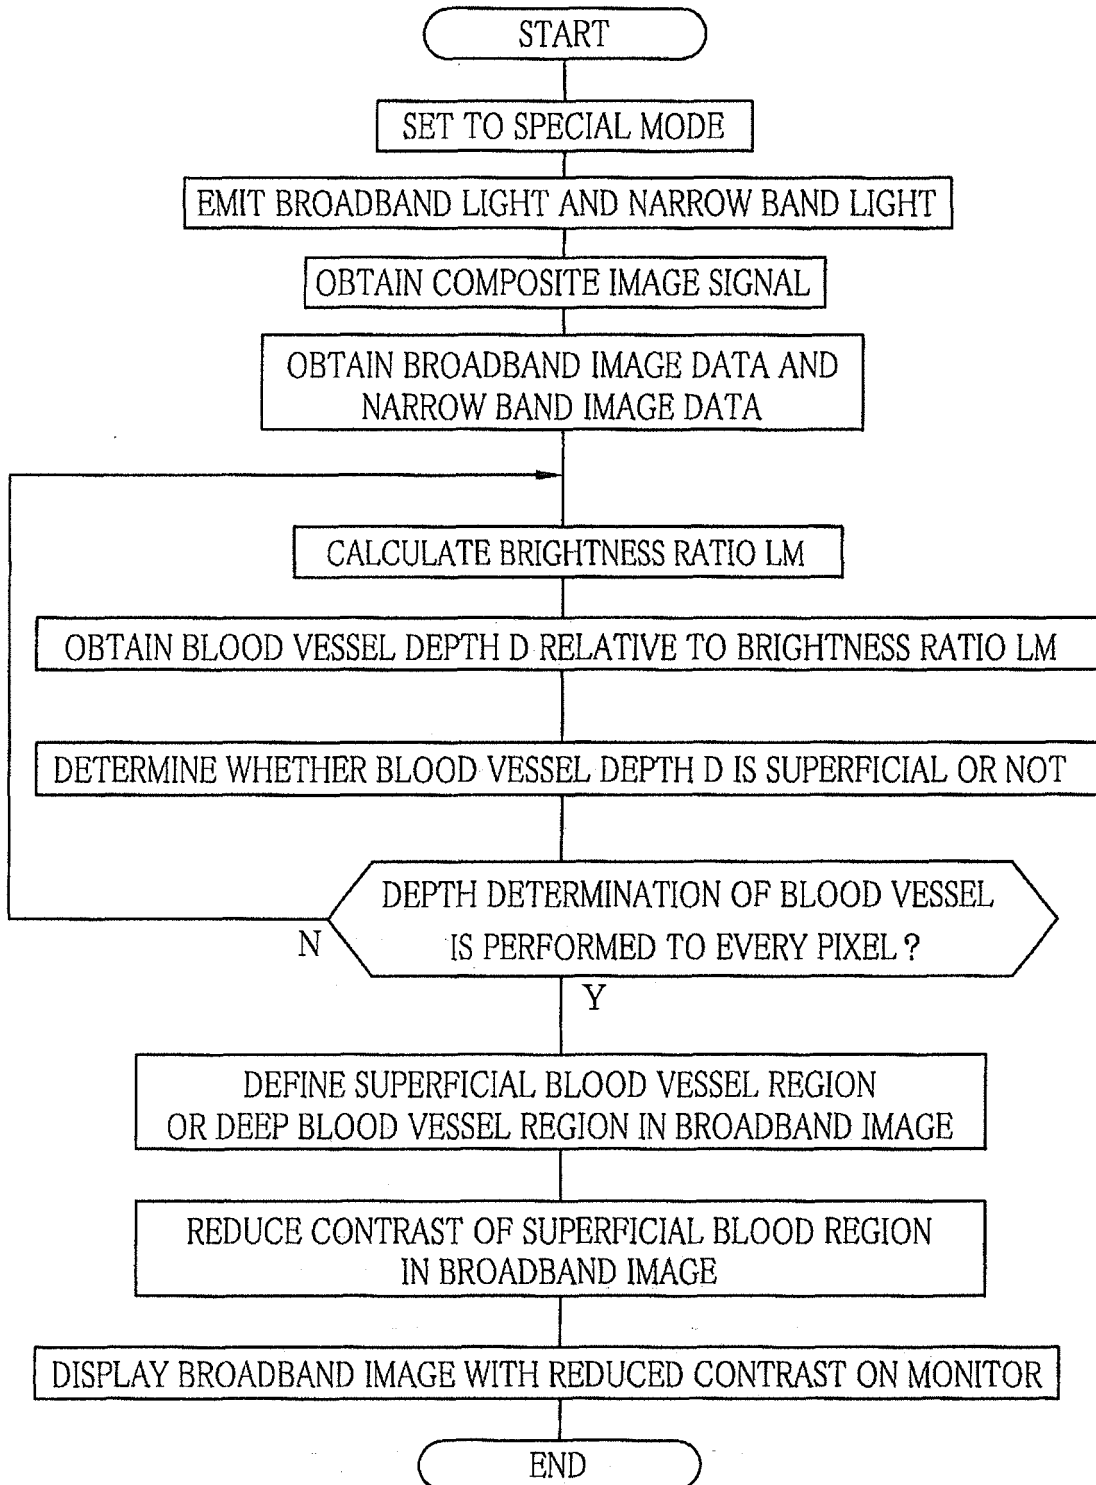 START
SET TO SPECIAL MODE
EMIT BROADBAND LIGHT AND NARROW BAND LIGHT
OBTAIN COMPOSITE IMAGE SIGNAL
OBTAIN BROADBAND IMAGE DATA AND
NARROW BAND IMAGE DATA
CALCULATE BRIGHTNESS RATIO LM
OBTAIN BLOOD VESSEL DEPTH D RELATIVE TO BRIGHTNESS RATIO LM
DETERMINE WHETHER BLOOD VESSEL DEPTH D IS SUPERFICIAL OR NOT
DEPTH DETERMINATION OF BLOOD VESSEL
IS PERFORMED TO EVERY PIXEL ?
N
Y
DEFINE SUPERFICIAL BLOOD VESSEL REGION
OR DEEP BLOOD VESSEL REGION IN BROADBAND IMAGE
REDUCE CONTRAST OF SUPERFICIAL BLOOD REGION
IN BROADBAND IMAGE
DISPLAY BROADBAND IMAGE WITH REDUCED CONTRAST ON MONITOR
END